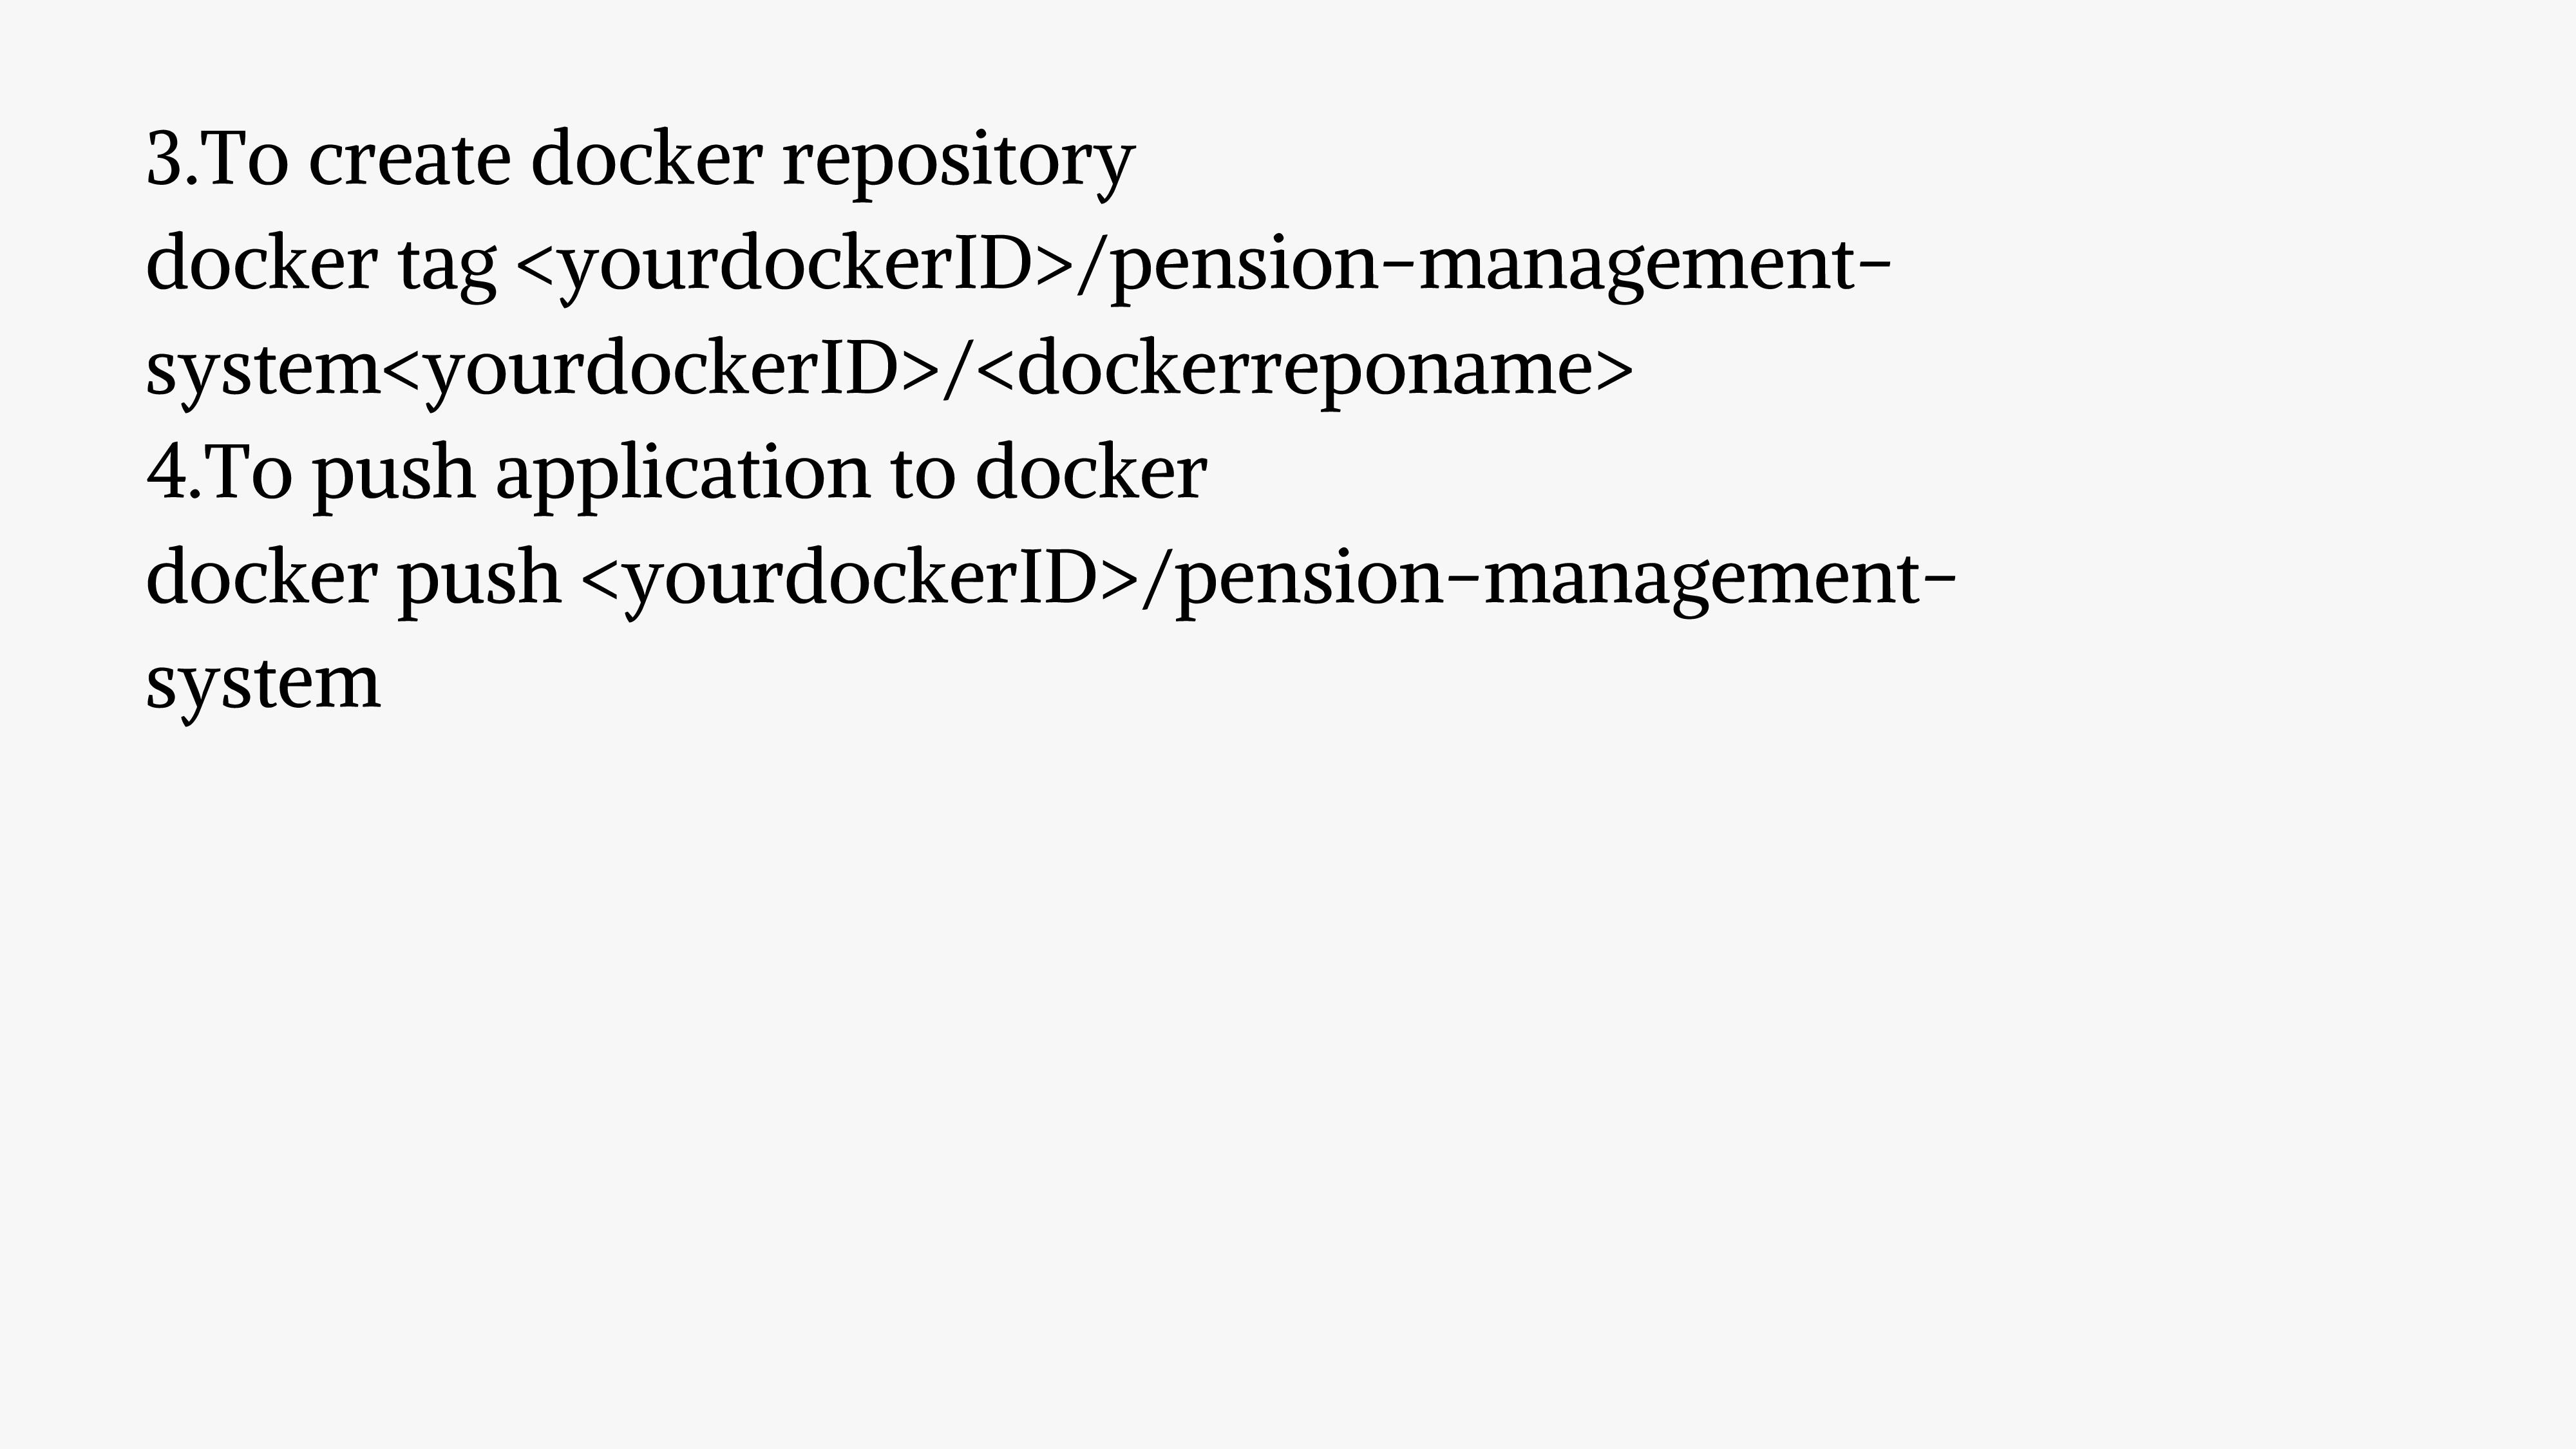 3.To create docker repository
docker tag <yourdockerID>/pension-management-
system<yourdockerID>/<dockerreponame>
4.To push application to docker
docker push <yourdockerID>/pension-management-
system